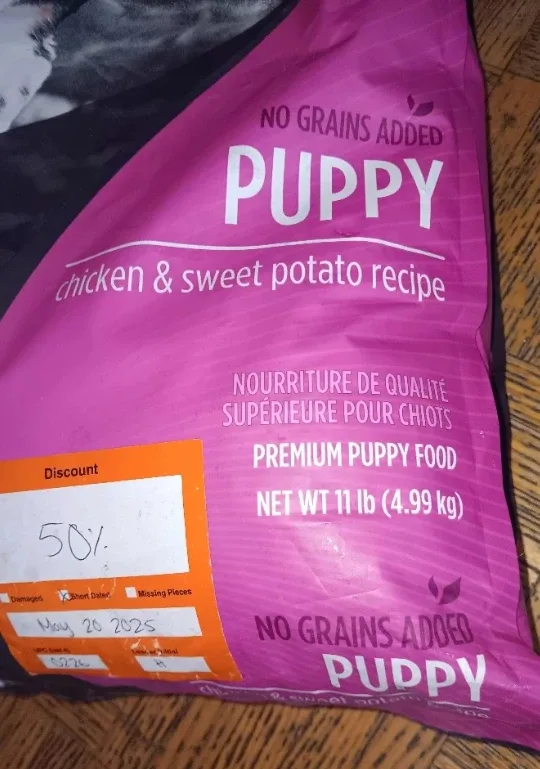 NO GRAINS ADDED
PUPPY
chicken & sweet potato recipe
NOURRITURE DE QUALITÉ
SUPÉRIEURE POUR CHIOTS
PREMIUM PUPPY FOOD
NET WT 11 lb (4.99 kg)
Discount
50%
Damaged Short Dated Missing Pieces
May 20 2025
NO GRAINS ADDED
PUPPY
& sweet potato